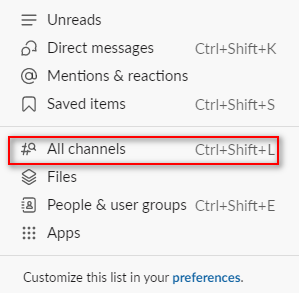 Unreads
Direct messages Ctrl+Shift+K
Mentions & reactions
Saved items Ctrl+Shift+S
All channels Ctrl+Shift+L
Files
People & user groups Ctrl+Shift+E
Apps
Customize this list in your preferences.